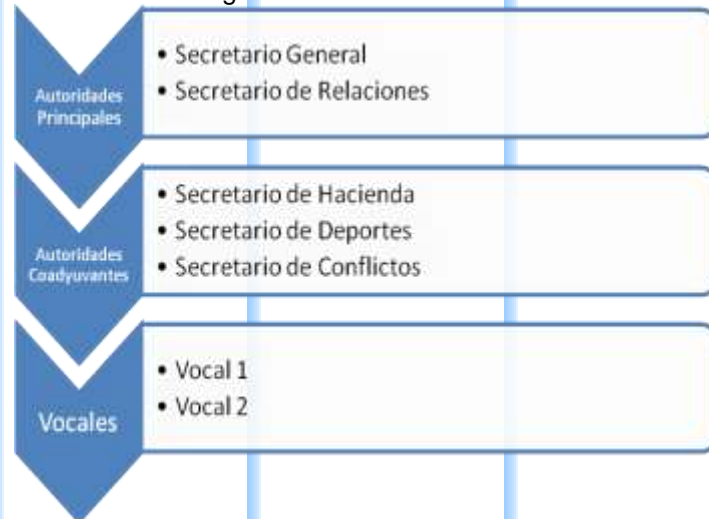 Autoridades
Principales
• Secretario General
• Secretario de Relaciones
Autoridades
Coadyuvantes
• Secretario de Hacienda
• Secretario de Deportes
• Secretario de Conflictos
Vocales
• Vocal 1
• Vocal 2